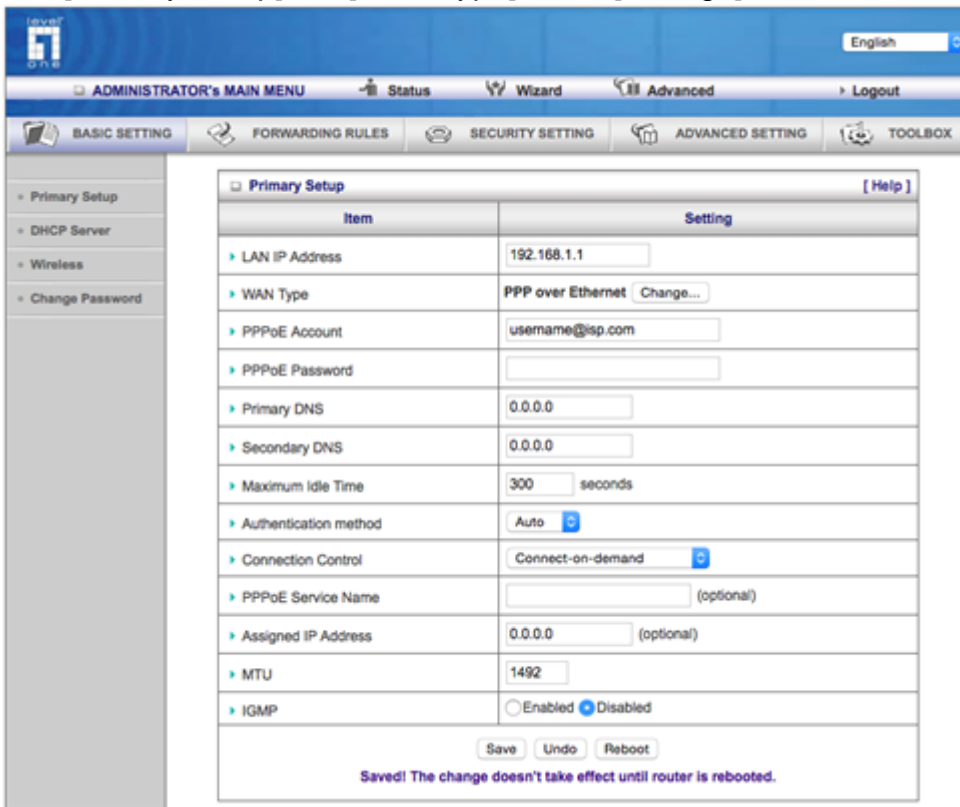 level
one
English
ADMINISTRATOR's MAIN MENU Status Wizard Advanced Logout
BASIC SETTING FORWARDING RULES SECURITY SETTING ADVANCED SETTING TOOLBOX
Primary Setup
DHCP Server
Wireless
Change Password
Primary Setup [ Help ]
Item Setting
LAN IP Address 192.168.1.1
WAN Type PPP over Ethernet Change...
PPPoE Account username@isp.com
PPPoE Password
Primary DNS 0.0.0.0
Secondary DNS 0.0.0.0
Maximum Idle Time 300 seconds
Authentication method Auto
Connection Control Connect-on-demand
PPPoE Service Name (optional)
Assigned IP Address 0.0.0.0 (optional)
MTU 1492
IGMP Enabled Disabled
Save Undo Reboot
Saved! The change doesn't take effect until router is rebooted.